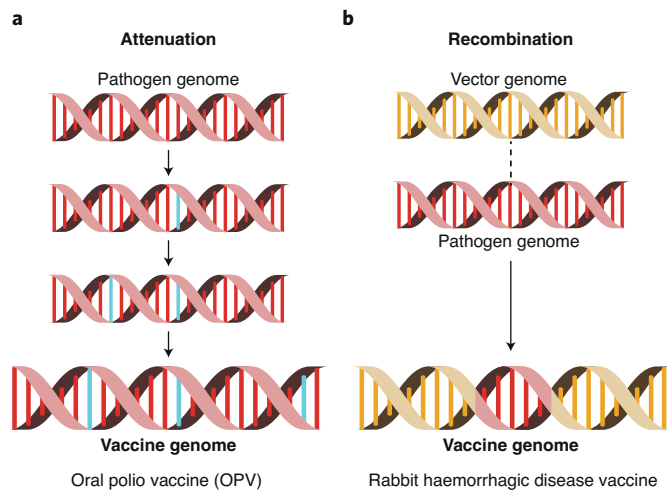 a
Attenuation
Pathogen genome
Vaccine genome
Oral polio vaccine (OPV)
b
Recombination
Vector genome
Pathogen genome
Vaccine genome
Rabbit haemorrhagic disease vaccine